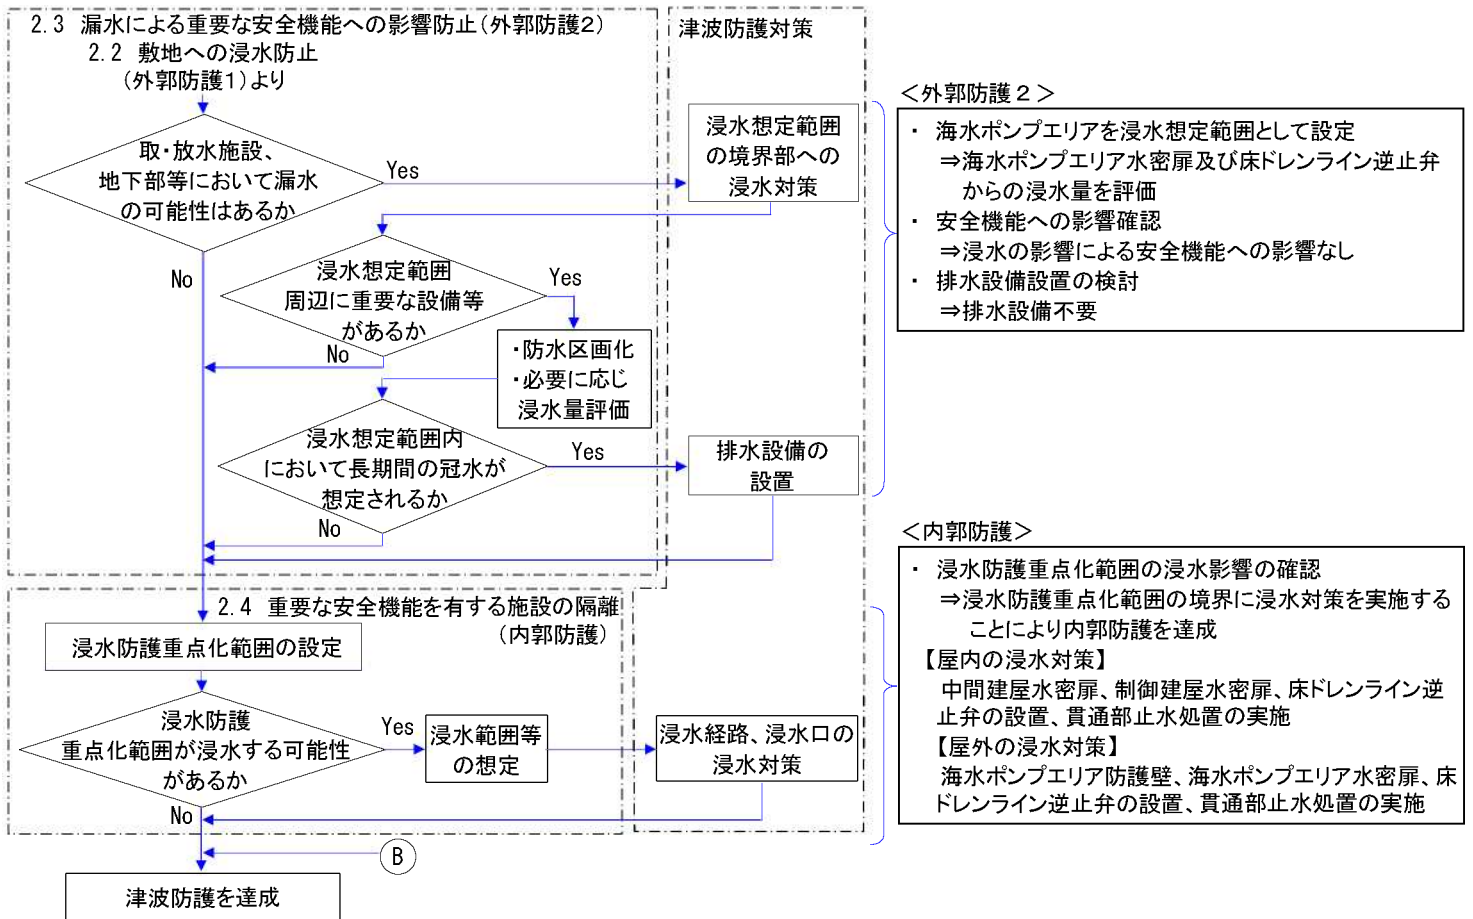 2.3 漏水による重要な安全機能への影響防止(外郭防護2)
2.2 敷地への浸水防止
(外郭防護1)より
取・放水施設、
地下部等において漏水
の可能性はあるか
Yes
No
津波防護対策
浸水想定範囲
の境界部への
浸水対策
浸水想定範囲
周辺に重要な設備等
があるか
Yes
No
・防水区画化
・必要に応じ
浸水量評価
浸水想定範囲内
において長期間の冠水が
想定されるか
Yes
No
排水設備の
設置
<外郭防護2>
・ 海水ポンプエリアを浸水想定範囲として設定
⇒海水ポンプエリア水密扉及び床ドレンライン逆止弁
からの浸水量を評価
・ 安全機能への影響確認
⇒浸水の影響による安全機能への影響なし
・ 排水設備設置の検討
⇒排水設備不要
2.4 重要な安全機能を有する施設の隔離
(内郭防護)
浸水防護重点化範囲の設定
浸水防護
重点化範囲が浸水する可能性
があるか
Yes
No
浸水範囲等
の想定
浸水経路、浸水口の
浸水対策
<内郭防護>
・ 浸水防護重点化範囲の浸水影響の確認
⇒浸水防護重点化範囲の境界に浸水対策を実施する
ことにより内郭防護を達成
【屋内の浸水対策】
中間建屋水密扉、制御建屋水密扉、床ドレンライン逆
止弁の設置、貫通部止水処置の実施
【屋外の浸水対策】
海水ポンプエリア防護壁、海水ポンプエリア水密扉、床
ドレンライン逆止弁の設置、貫通部止水処置の実施
B
津波防護を達成